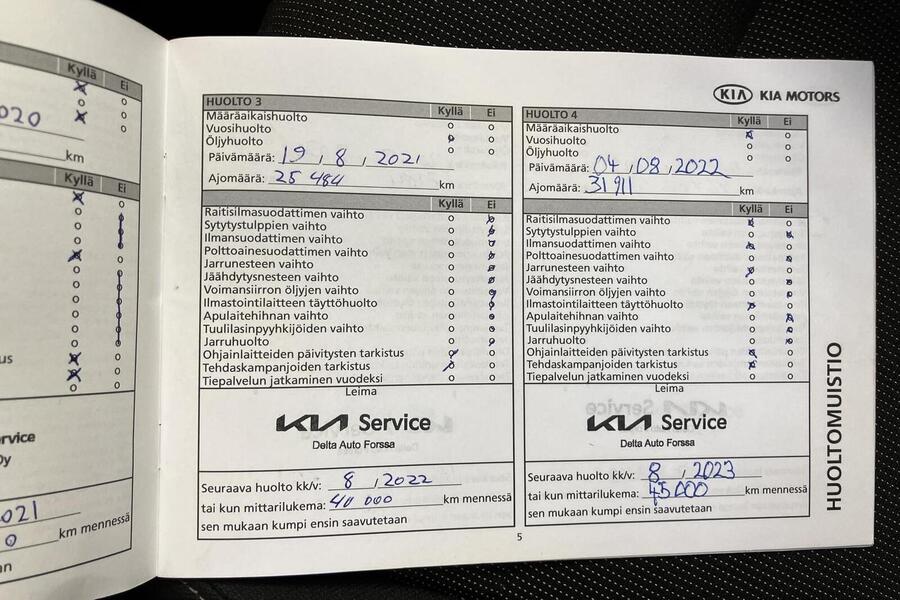 Kyllä Ei
020
km
Kyllä Ei
us
rvice
Oy
021
0 km mennessä
an
KIA KIA MOTORS
HUOLTO 3 Kyllä Ei
Määräaikaishuolto
Vuosihuolto
Öljyhuolto
Päivämäärä: 19 , 8 , 2021
Ajomäärä: 25 484 km
Kyllä Ei
Raitisilmasuodattimen vaihto
Sytytystulppien vaihto
Ilmansuodattimen vaihto
Polttoainesuodattimen vaihto
Jarrunesteen vaihto
Jäähdytysnesteen vaihto
Voimansiirron öljyjen vaihto
Ilmastointilaitteen täyttöhuolto
Apulaitehihnan vaihto
Tuulilasinpyyhkijöiden vaihto
Jarruhuolto
Ohjainlaitteiden päivitysten tarkistus
Tehdaskampanjoiden tarkistus
Tiepalvelun jatkaminen vuodeksi
Leima
KIA Service
Delta Auto Forssa
Seuraava huolto kk/v: 8 , 2022
tai kun mittarilukema: 40 000 km mennessä
sen mukaan kumpi ensin saavutetaan
HUOLTO 4 Kyllä Ei
Määräaikaishuolto
Vuosihuolto
Öljyhuolto
Päivämäärä: 04 , 08 , 2022
Ajomäärä: 31 911 km
Kyllä Ei
Raitisilmasuodattimen vaihto
Sytytystulppien vaihto
Ilmansuodattimen vaihto
Polttoainesuodattimen vaihto
Jarrunesteen vaihto
Jäähdytysnesteen vaihto
Voimansiirron öljyjen vaihto
Ilmastointilaitteen täyttöhuolto
Apulaitehihnan vaihto
Tuulilasinpyyhkijöiden vaihto
Jarruhuolto
Ohjainlaitteiden päivitysten tarkistus
Tehdaskampanjoiden tarkistus
Tiepalvelun jatkaminen vuodeksi
Leima
KIA Service
Delta Auto Forssa
Seuraava huolto kk/v: 8 , 2023
tai kun mittarilukema: 45000 km mennessä
sen mukaan kumpi ensin saavutetaan
HUOLTOMUISTIO
5